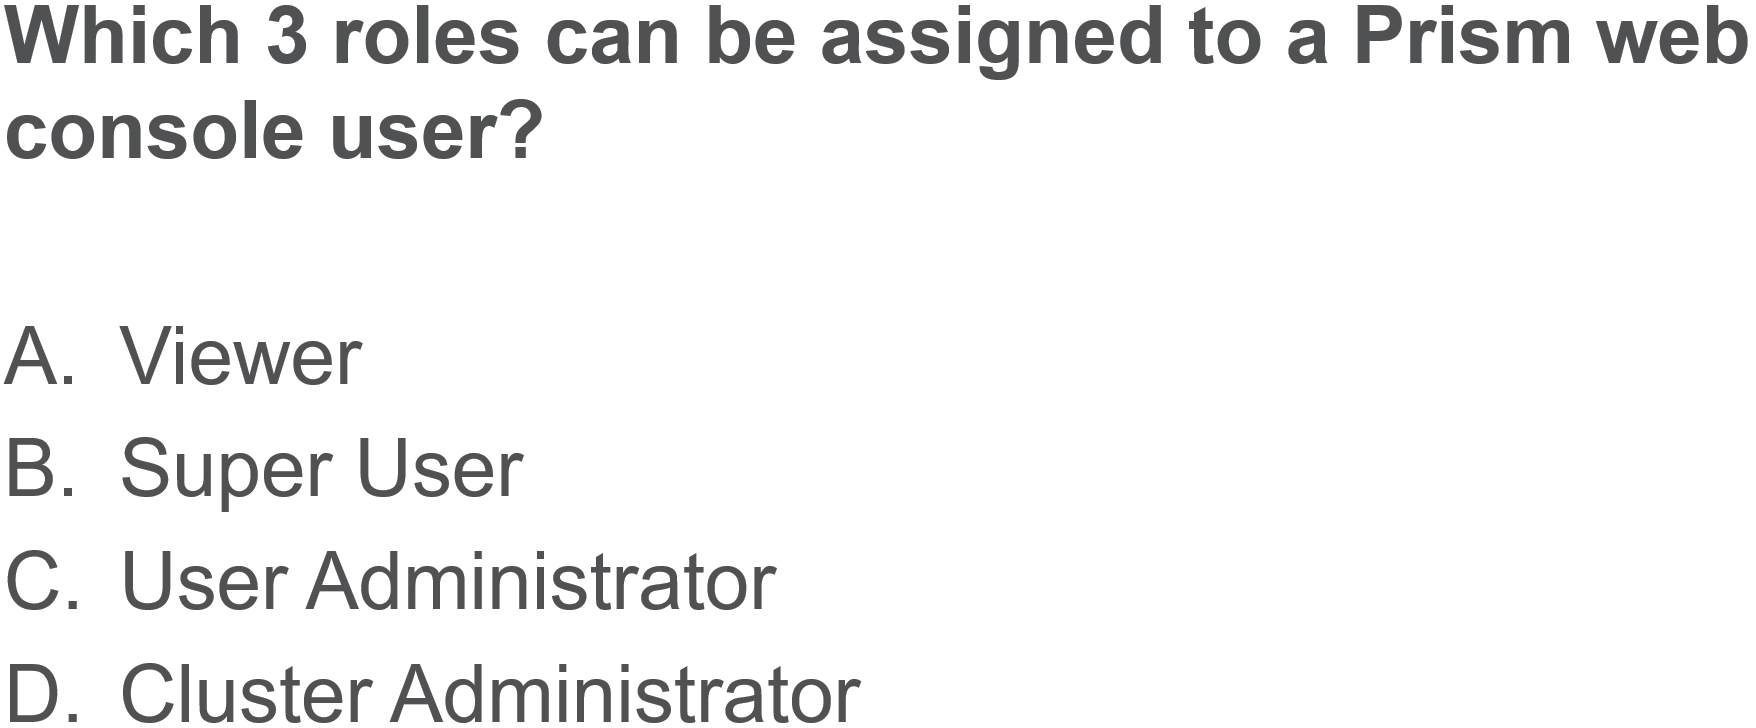 Which 3 roles can be assigned to a Prism web
console user?
A. Viewer
B. Super User
C. User Administrator
D. Cluster Administrator